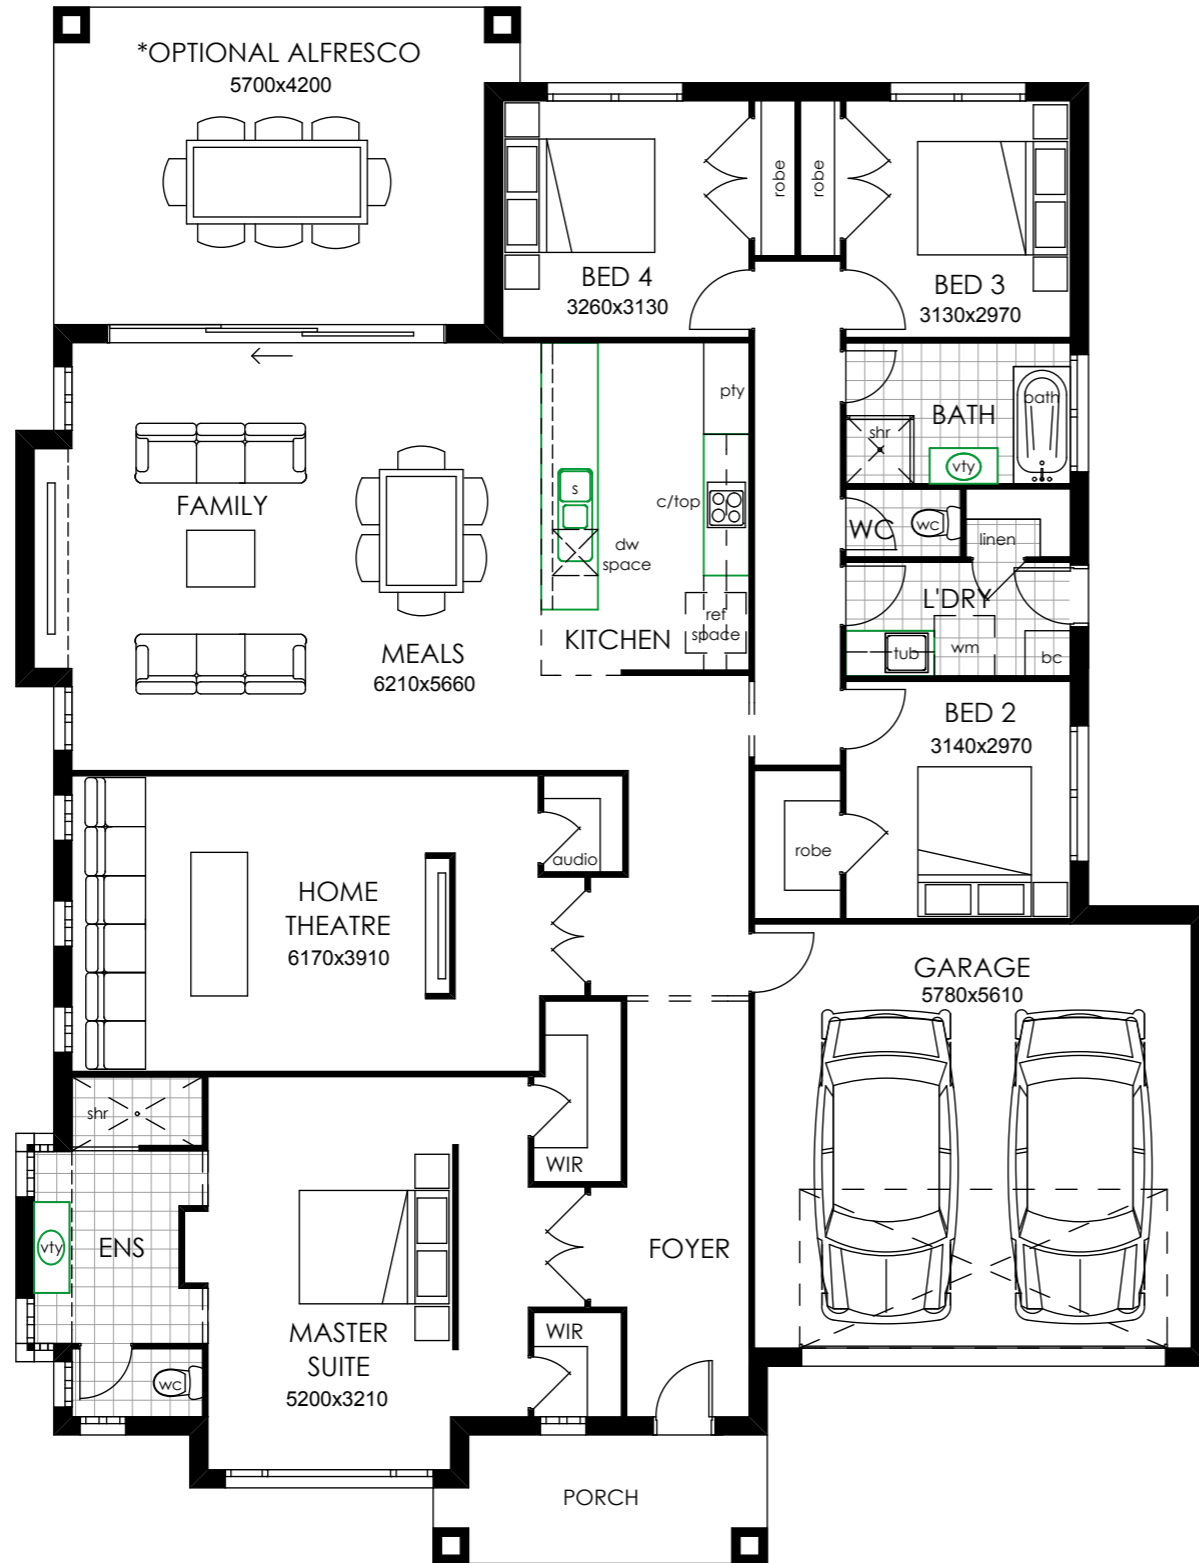 *OPTIONAL ALFRESCO
5700x4200
BED 4
3260x3130
robe
robe
BED 3
3130x2970
pty
BATH
bath
shr
vty
FAMILY
s
c/top
dw
space
WC
wc
linen
L'DRY
MEALS
6210x5660
KITCHEN
ref
space
tub
wm
bc
BED 2
3140x2970
robe
audio
HOME
THEATRE
6170x3910
GARAGE
5780x5610
shr
WIR
vty
ENS
FOYER
MASTER
SUITE
5200x3210
WIR
wc
PORCH